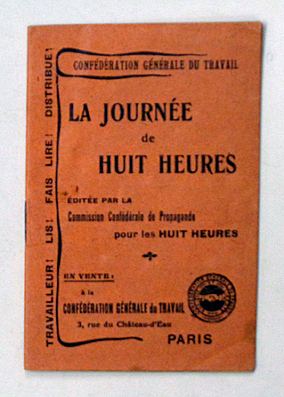 TRAVAILLEUR! LIS! FAIS LIRE! DISTRIBUE!
CONFÉDÉRATION GÉNÉRALE DU TRAVAIL
LA JOURNÉE
de
HUIT HEURES
ÉDITÉE PAR LA
Commission Confédérale de Propagande
pour les HUIT HEURES
EN VENTE :
à la
CONFÉDÉRATION GÉNÉRALE du TRAVAIL
3, rue du Château-d'Eau
PARIS